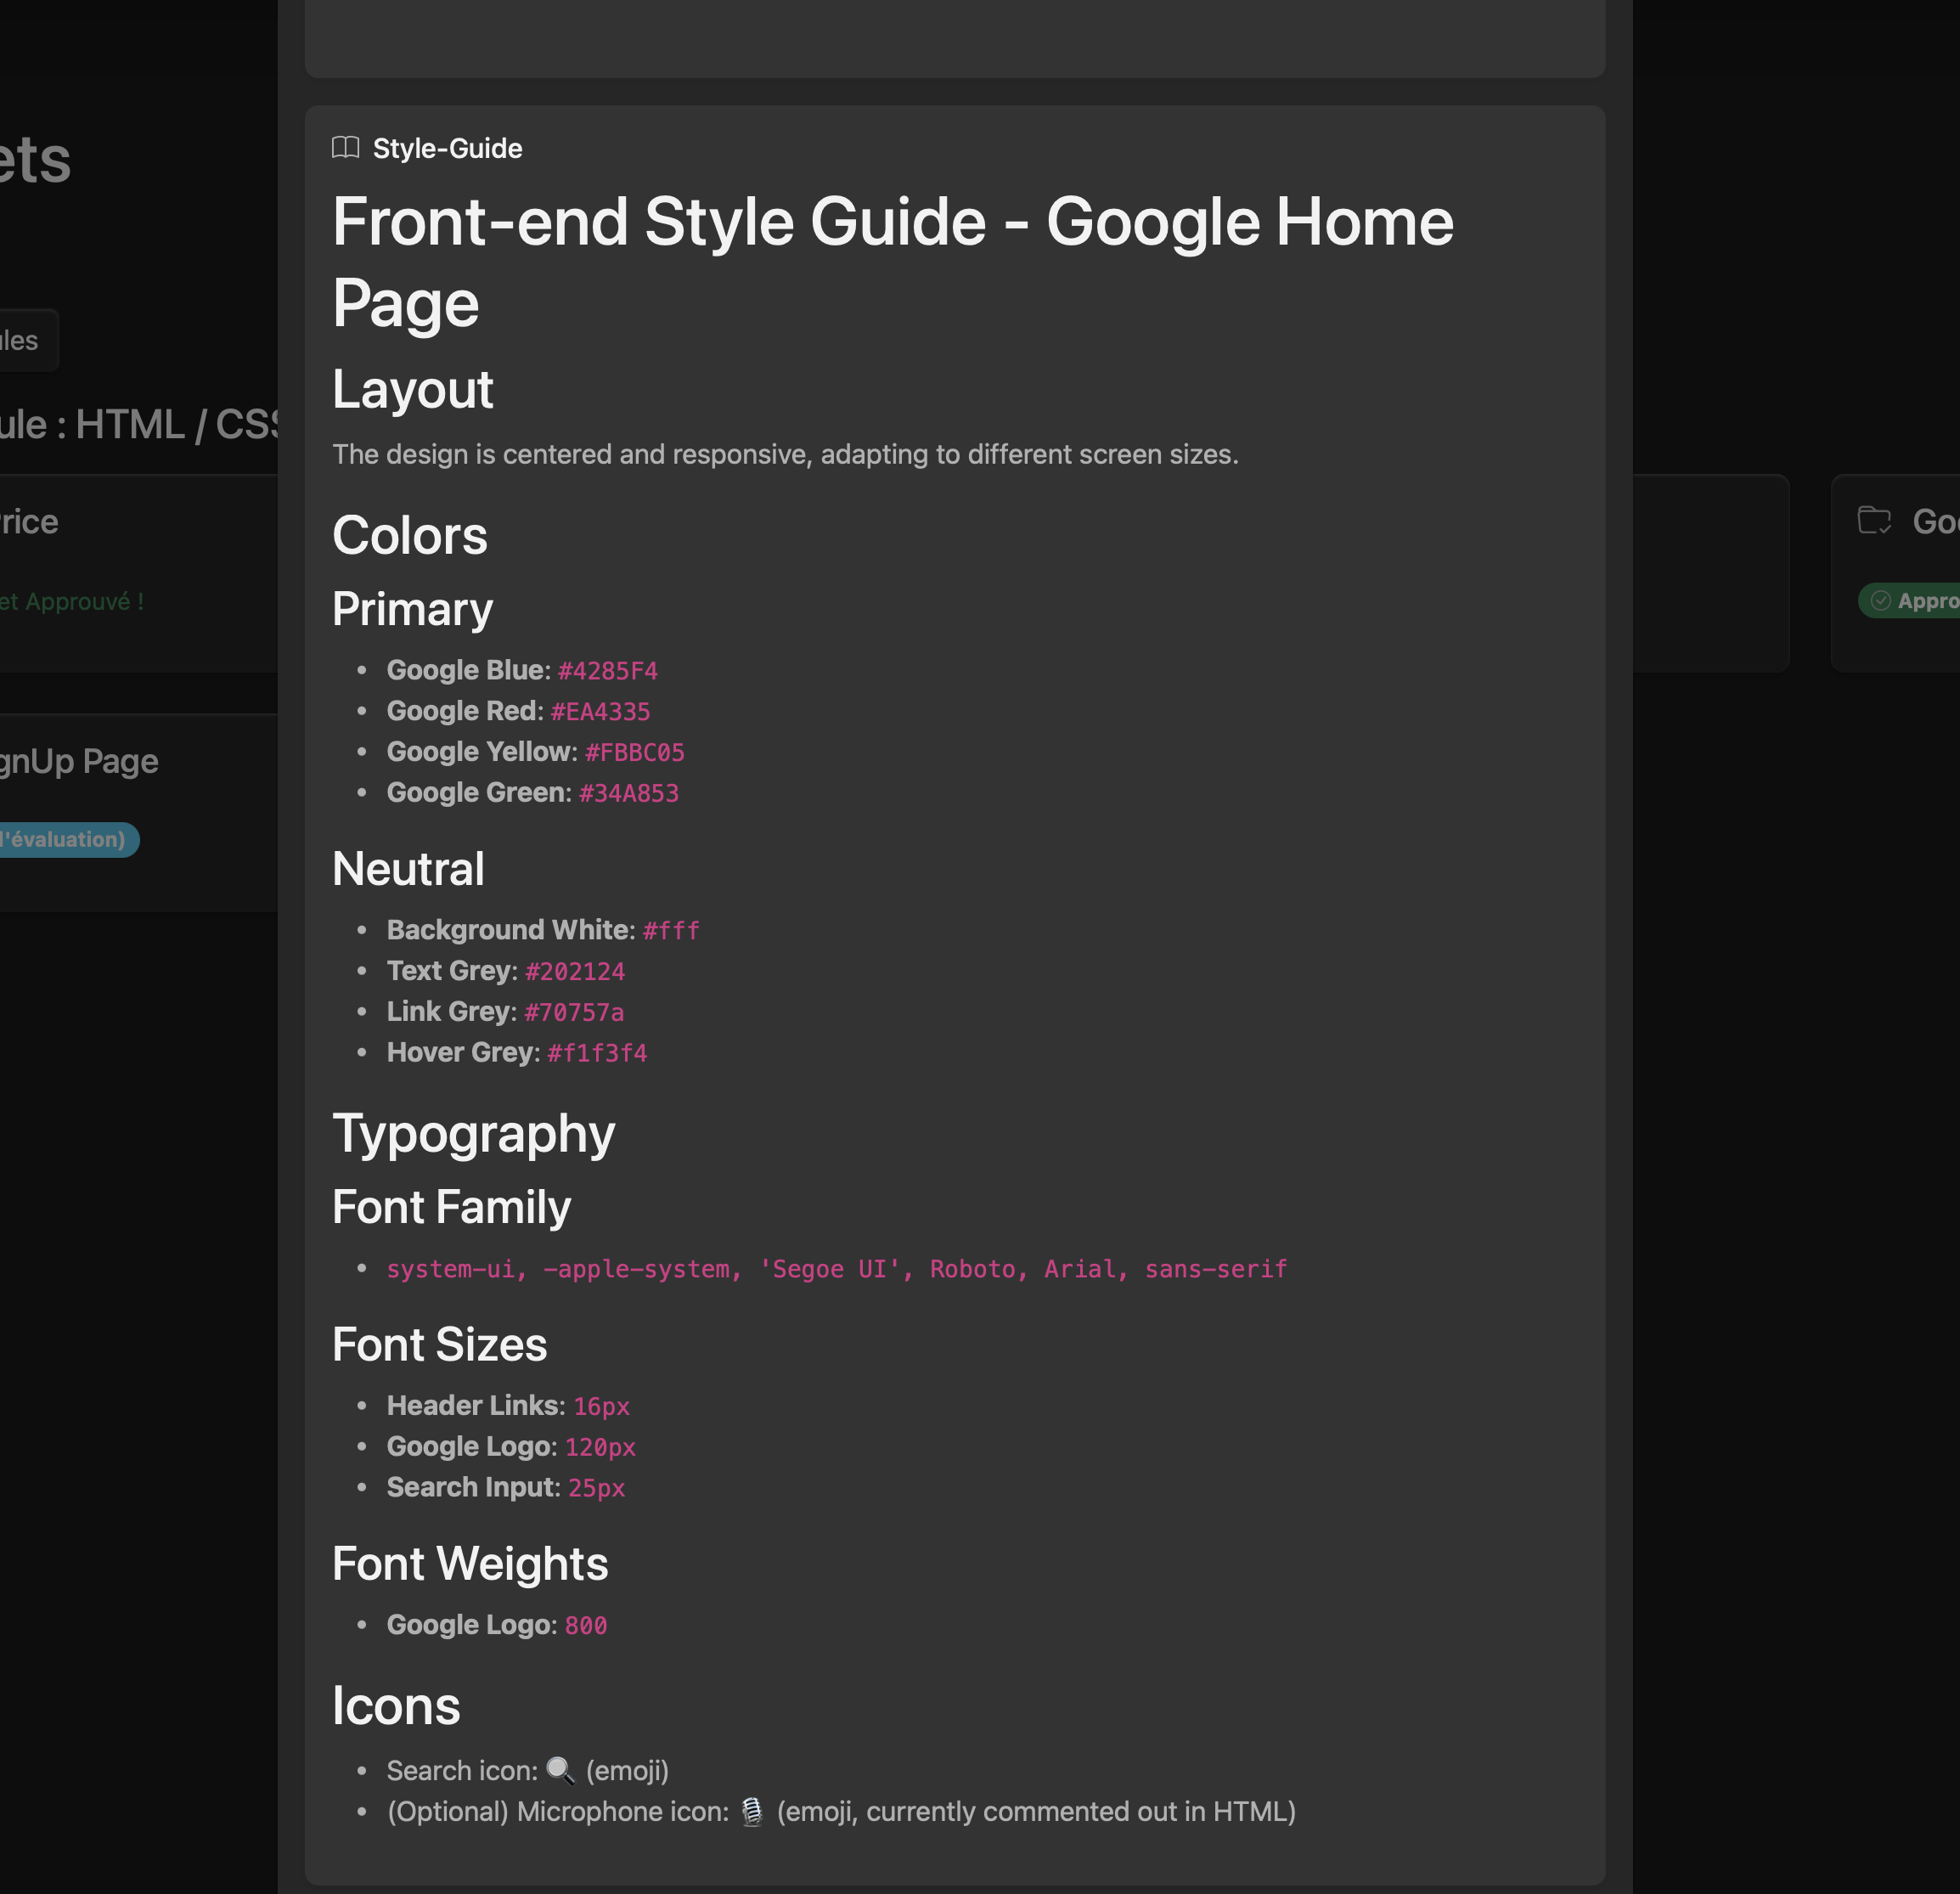 ets
ules
ule : HTML / CSS
rice
et Approuvé !
gnUp Page
l'évaluation)
Style-Guide
Front-end Style Guide - Google Home
Page
Layout
The design is centered and responsive, adapting to different screen sizes.
Colors
Primary
• Google Blue: #4285F4
• Google Red: #EA4335
• Google Yellow: #FBBC05
• Google Green: #34A853
Neutral
• Background White: #fff
• Text Grey: #202124
• Link Grey: #70757a
• Hover Grey: #f1f3f4
Typography
Font Family
• system-ui, -apple-system, 'Segoe UI', Roboto, Arial, sans-serif
Font Sizes
• Header Links: 16px
• Google Logo: 120px
• Search Input: 25px
Font Weights
• Google Logo: 800
Icons
• Search icon: 🔍 (emoji)
• (Optional) Microphone icon: 🎙️ (emoji, currently commented out in HTML)
Goo
Appro